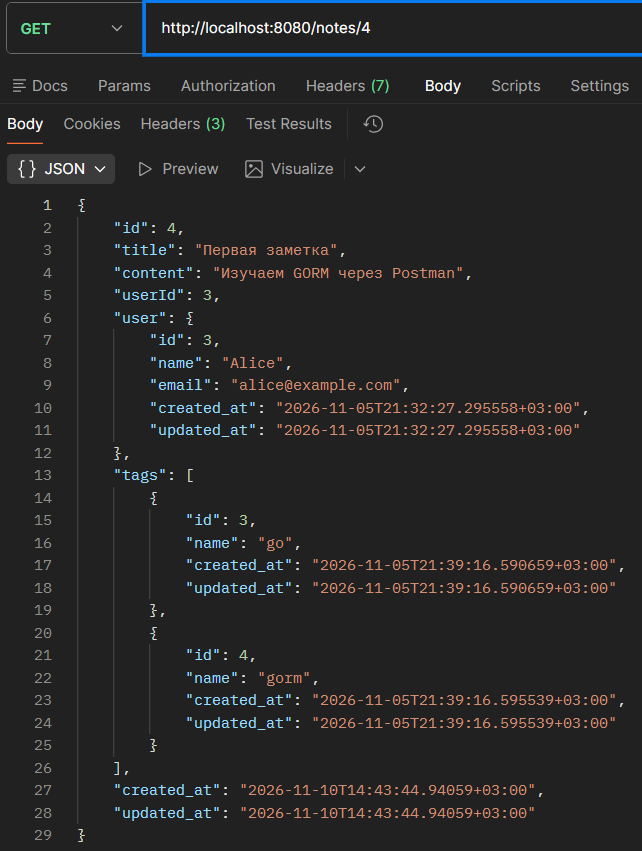 GET http://localhost:8080/notes/4
Docs Params Authorization Headers (7) Body Scripts Settings
Body Cookies Headers (3) Test Results
{} JSON Preview Visualize
1 {
2 "id": 4,
3 "title": "Первая заметка",
4 "content": "Изучаем GORM через Postman",
5 "userId": 3,
6 "user": {
7 "id": 3,
8 "name": "Alice",
9 "email": "alice@example.com",
10 "created_at": "2026-11-05T21:32:27.295558+03:00",
11 "updated_at": "2026-11-05T21:32:27.295558+03:00"
12 },
13 "tags": [
14 {
15 "id": 3,
16 "name": "go",
17 "created_at": "2026-11-05T21:39:16.590659+03:00",
18 "updated_at": "2026-11-05T21:39:16.590659+03:00"
19 },
20 {
21 "id": 4,
22 "name": "gorm",
23 "created_at": "2026-11-05T21:39:16.595539+03:00",
24 "updated_at": "2026-11-05T21:39:16.595539+03:00"
25 }
26 ],
27 "created_at": "2026-11-10T14:43:44.94059+03:00",
28 "updated_at": "2026-11-10T14:43:44.94059+03:00"
29 }